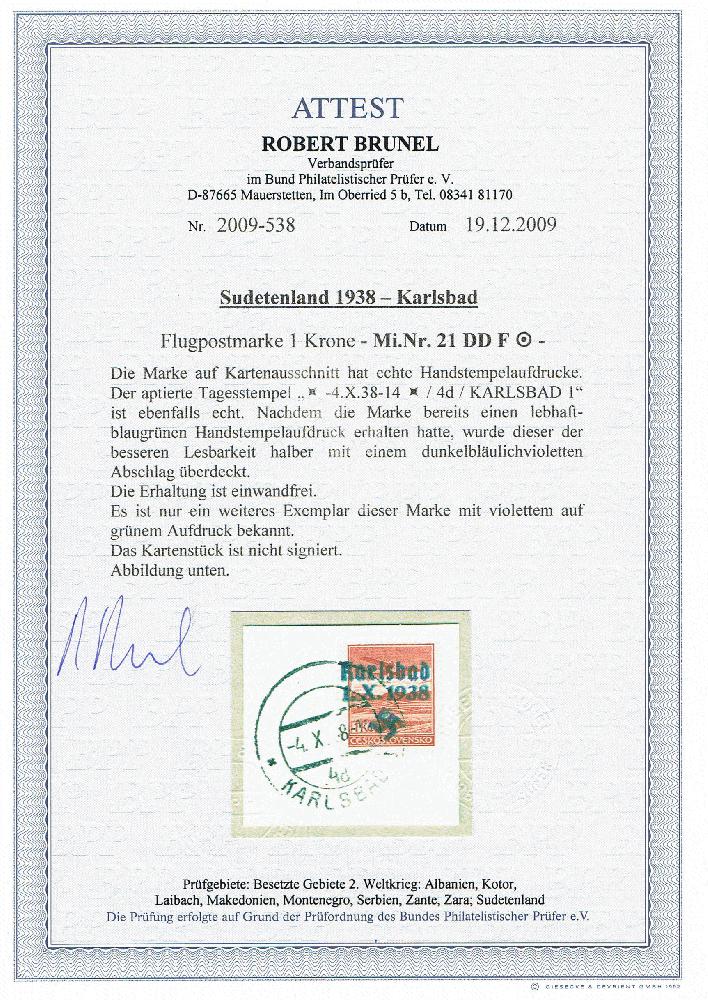 ATTEST
ROBERT BRUNEL
Verbandsprüfer
im Bund Philatelistischer Prüfer e. V.
D-87665 Mauerstetten, Im Oberried 5 b, Tel. 08341 81170
Nr. 2009-538 Datum 19.12.2009
Sudetenland 1938 – Karlsbad
Flugpostmarke 1 Krone - Mi.Nr. 21 DD F ⊙ -
Die Marke auf Kartenausschnitt hat echte Handstempelaufdrucke.
Der aptierte Tagesstempel „¤ -4.X.38-14 ¤ / 4d / KARLSBAD 1“
ist ebenfalls echt. Nachdem die Marke bereits einen lebhaft-
blaugrünen Handstempelaufdruck erhalten hatte, wurde dieser der
besseren Lesbarkeit halber mit einem dunkelbläulichvioletten
Abschlag überdeckt.
Die Erhaltung ist einwandfrei.
Es ist nur ein weiteres Exemplar dieser Marke mit violettem auf
grünem Aufdruck bekannt.
Das Kartenstück ist nicht signiert.
Abbildung unten.
Karlsbad
1. X. 1938
-4. X. 8-
ČESKOSLOVENSKO
4d
KARLSBAD
Prüfgebiete: Besetzte Gebiete 2. Weltkrieg: Albanien, Kotor,
Laibach, Makedonien, Montenegro, Serbien, Zante, Zara; Sudetenland
Die Prüfung erfolgte auf Grund der Prüfordnung des Bundes Philatelistischer Prüfer e.V.
© GIESECKE & DEVRIENT GMBH 1992